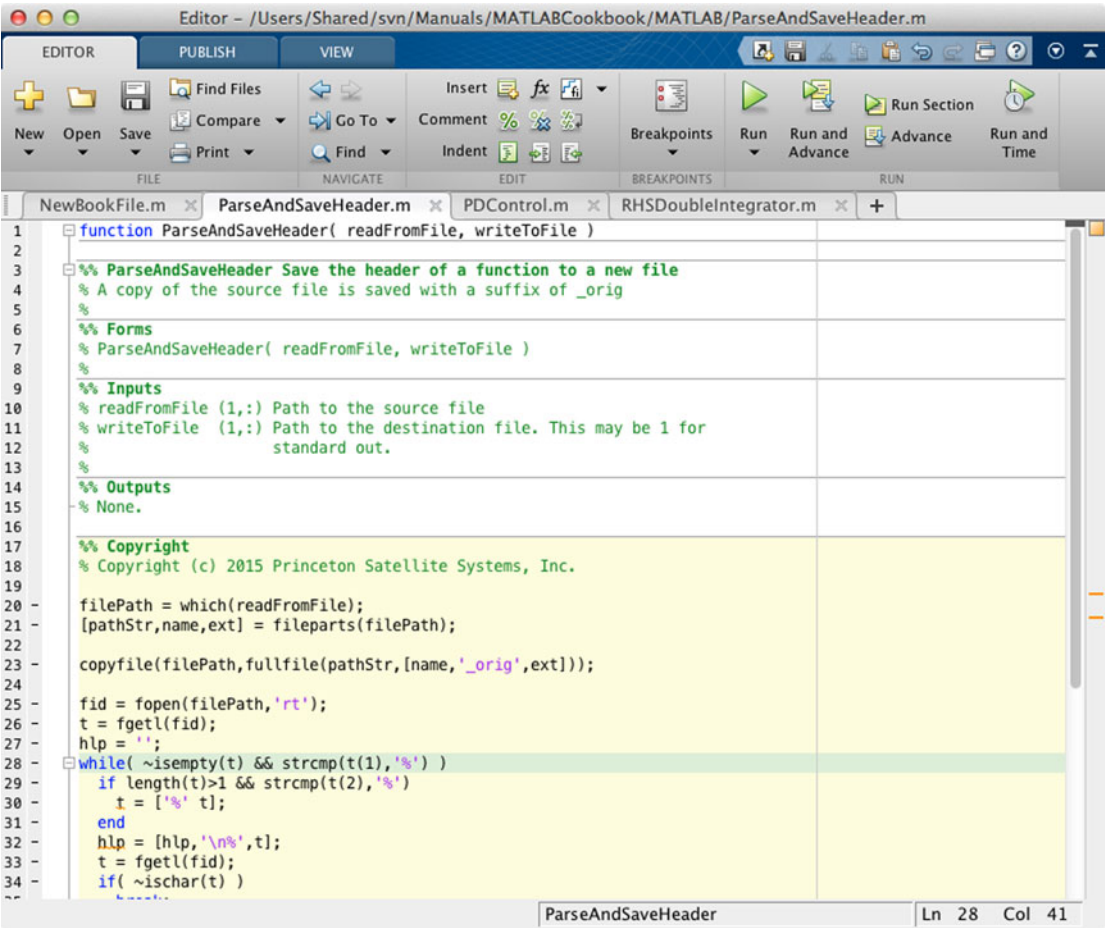 Editor – /Users/Shared/svn/Manuals/MATLABCookbook/MATLAB/ParseAndSaveHeader.m
EDITOR PUBLISH VIEW
Find Files Insert fx
New Open Save Compare Go To Comment Breakpoints Run Run and Advance Run Section Advance Run and Time
Print Find Indent
FILE NAVIGATE EDIT BREAKPOINTS RUN
NewBookFile.m × ParseAndSaveHeader.m × PDControl.m × RHSDoubleIntegrator.m × +
1 function ParseAndSaveHeader( readFromFile, writeToFile )
2
3 %% ParseAndSaveHeader Save the header of a function to a new file
4 % A copy of the source file is saved with a suffix of _orig
5 %
6 %% Forms
7 % ParseAndSaveHeader( readFromFile, writeToFile )
8 %
9 %% Inputs
10 % readFromFile (1,:) Path to the source file
11 % writeToFile  (1,:) Path to the destination file. This may be 1 for
12 %                    standard out.
13 %
14 %% Outputs
15 % None.
16
17 %% Copyright
18 % Copyright (c) 2015 Princeton Satellite Systems, Inc.
19
20 – filePath = which(readFromFile);
21 – [pathStr,name,ext] = fileparts(filePath);
22
23 – copyfile(filePath,fullfile(pathStr,[name,'_orig',ext]));
24
25 – fid = fopen(filePath,'rt');
26 – t = fgetl(fid);
27 – hlp = '';
28 – while( ~isempty(t) && strcmp(t(1),'%') )
29 –   if length(t)>1 && strcmp(t(2),'%')
30 –     t = ['%' t];
31 –   end
32 –   hlp = [hlp,'\n%',t];
33 –   t = fgetl(fid);
34 –   if( ~ischar(t) )
ParseAndSaveHeader Ln 28 Col 41